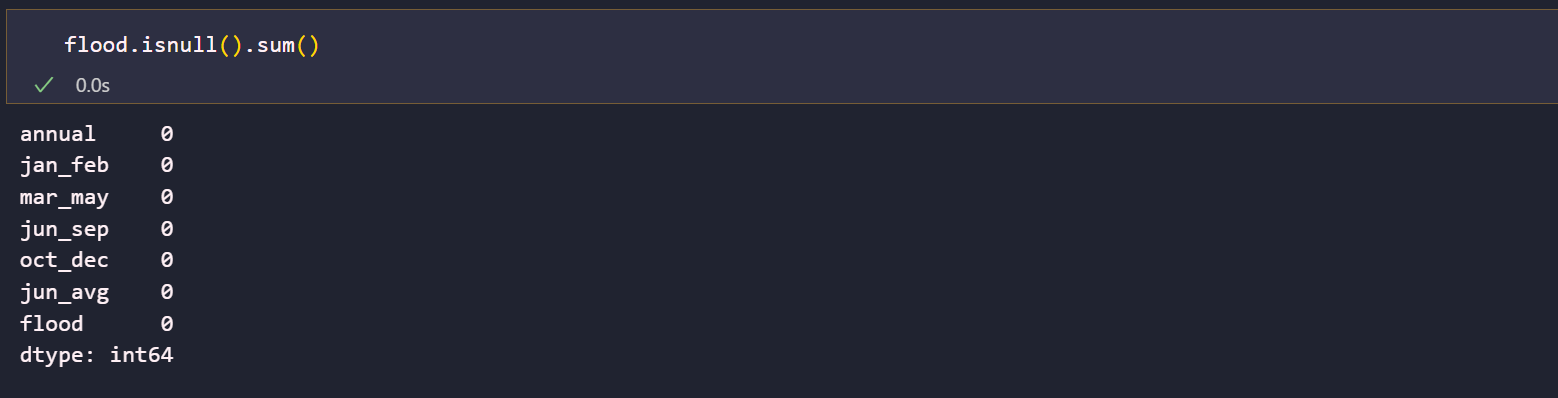 flood.isnull().sum()
0.0s
annual 0
jan_feb 0
mar_may 0
jun_sep 0
oct_dec 0
jun_avg 0
flood 0
dtype: int64